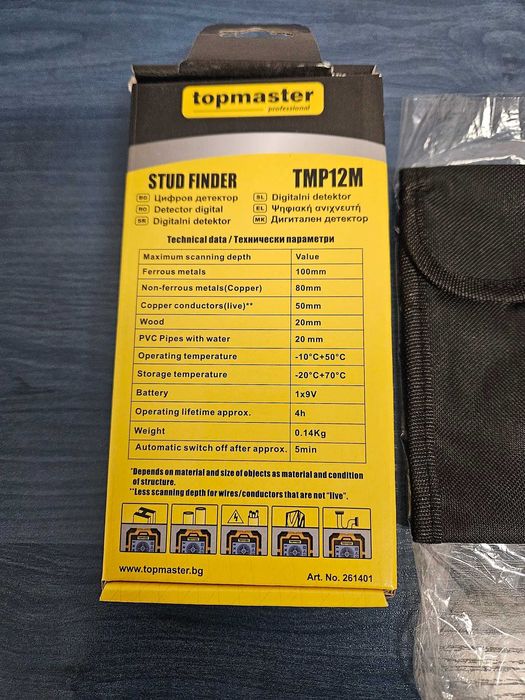 topmaster
professional
STUD FINDER TMP12M
BG Цифров детектор
RO Detector digital
SR Digitalni detektor
SL Digitalni detektor
EL Ψηφιακή ανιχνευτή
MK Дигитален детектор
Technical data / Технически параметри
Maximum scanning depth Value
Ferrous metals 100mm
Non-ferrous metals(Copper) 80mm
Copper conductors(live)** 50mm
Wood 20mm
PVC Pipes with water 20 mm
Operating temperature -10°C+50°C
Storage temperature -20°C+70°C
Battery 1x9V
Operating lifetime approx. 4h
Weight 0.14Kg
Automatic switch off after approx. 5min
*Depends on material and size of objects as material and condition
of structure.
**Less scanning depth for wires/conductors that are not "live".
www.topmaster.bg
Art. No. 261401